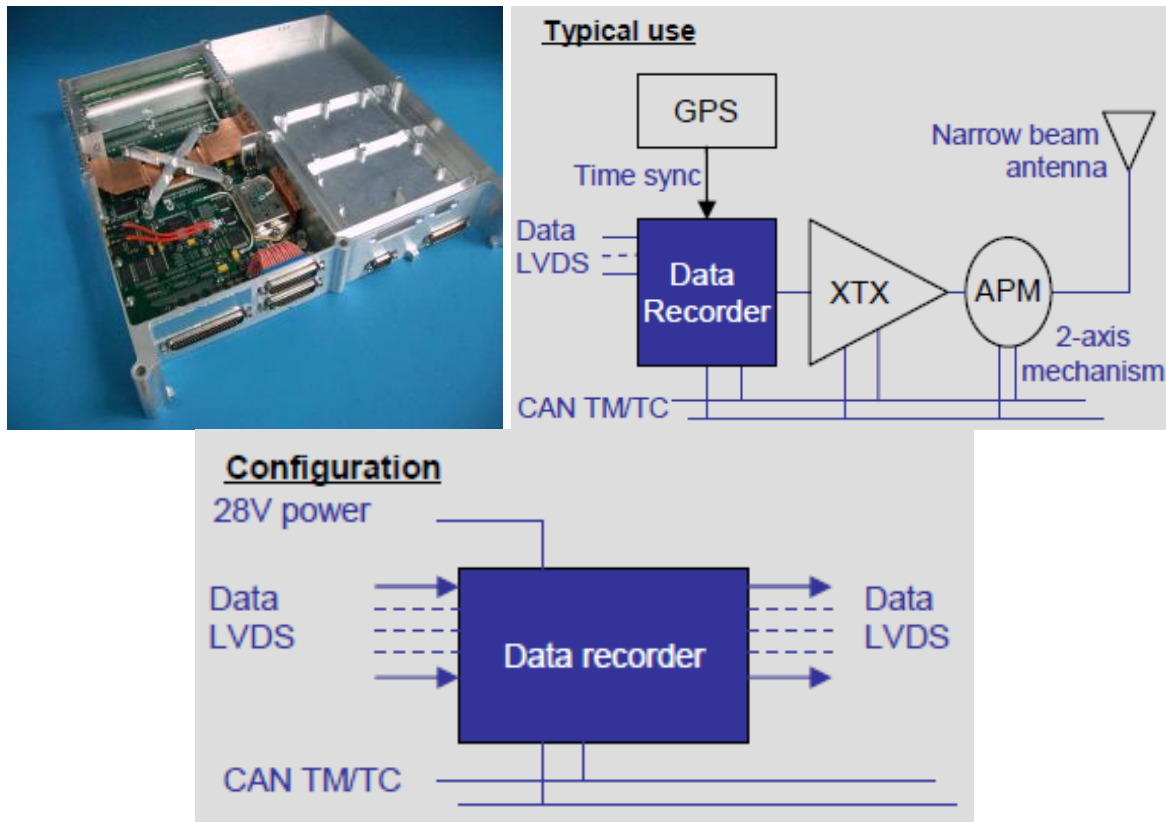 Typical use
GPS
Time sync
Narrow beam
antenna
Data
LVDS
Data
Recorder
XTX
APM
2-axis
mechanism
CAN TM/TC
Configuration
28V power
Data
LVDS
Data recorder
Data
LVDS
CAN TM/TC